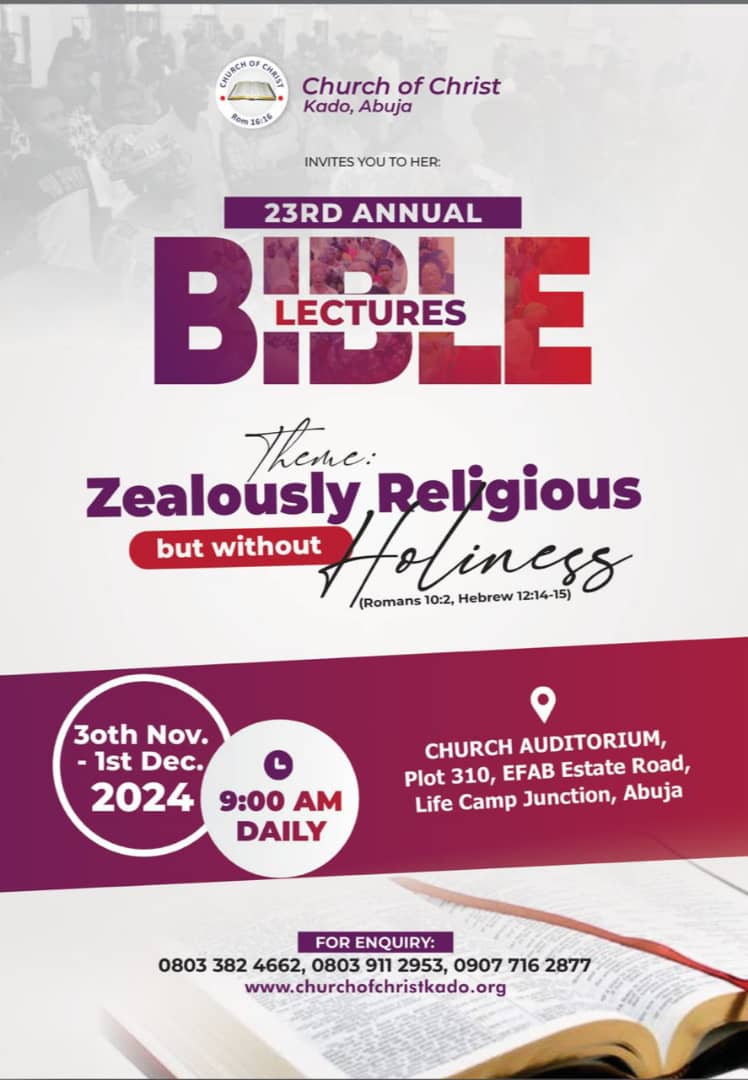 CHURCH OF CHRIST
Rom 16:16
Church of Christ
Kado, Abuja
INVITES YOU TO HER:
23RD ANNUAL
BIBLE
LECTURES
Theme:
Zealously Religious
but without
Holiness
(Romans 10:2, Hebrew 12:14-15)
3oth Nov.
- 1st Dec.
2024
9:00 AM
DAILY
CHURCH AUDITORIUM,
Plot 310, EFAB Estate Road,
Life Camp Junction, Abuja
FOR ENQUIRY:
0803 382 4662, 0803 911 2953, 0907 716 2877
www.churchofchristkado.org